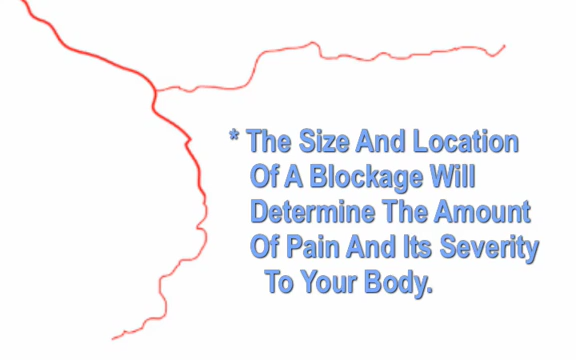 * The Size And Location
Of A Blockage Will
Determine The Amount
Of Pain And Its Severity
To Your Body.